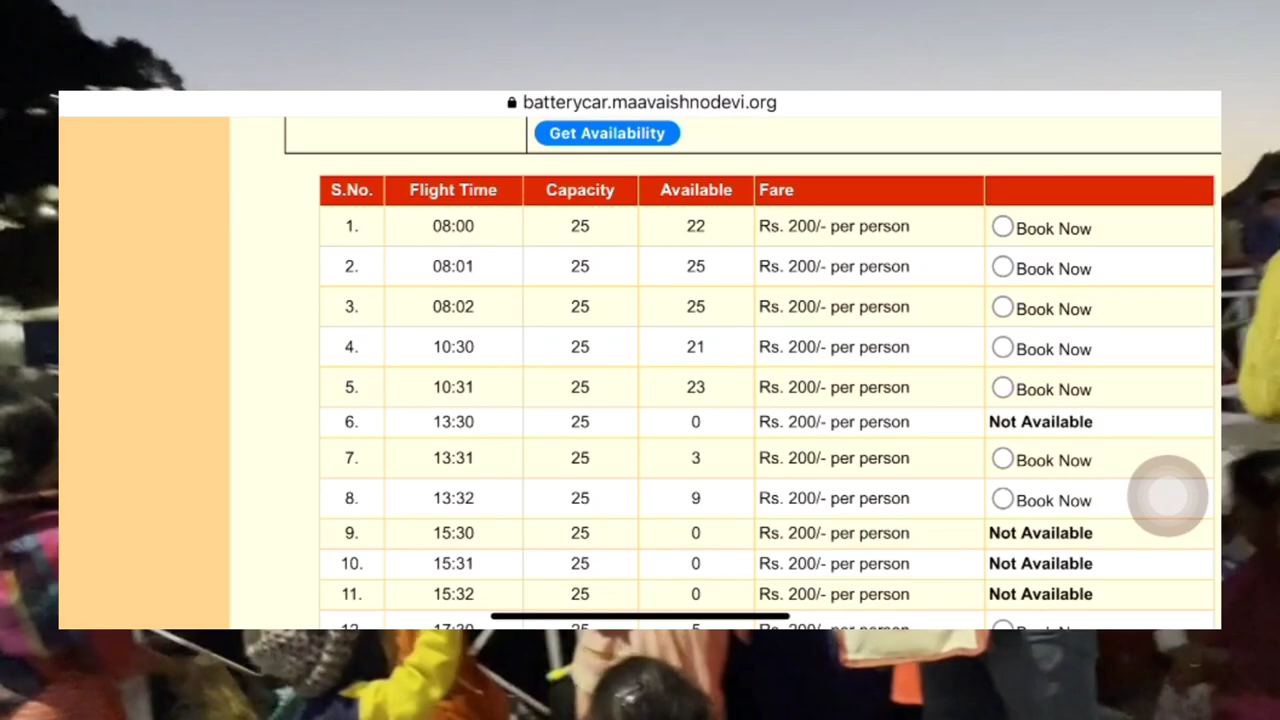 batterycar.maavaishnodevi.org
Get Availability
S.No. Flight Time Capacity Available Fare
1. 08:00 25 22 Rs. 200/- per person Book Now
2. 08:01 25 25 Rs. 200/- per person Book Now
3. 08:02 25 25 Rs. 200/- per person Book Now
4. 10:30 25 21 Rs. 200/- per person Book Now
5. 10:31 25 23 Rs. 200/- per person Book Now
6. 13:30 25 0 Rs. 200/- per person Not Available
7. 13:31 25 3 Rs. 200/- per person Book Now
8. 13:32 25 9 Rs. 200/- per person Book Now
9. 15:30 25 0 Rs. 200/- per person Not Available
10. 15:31 25 0 Rs. 200/- per person Not Available
11. 15:32 25 0 Rs. 200/- per person Not Available